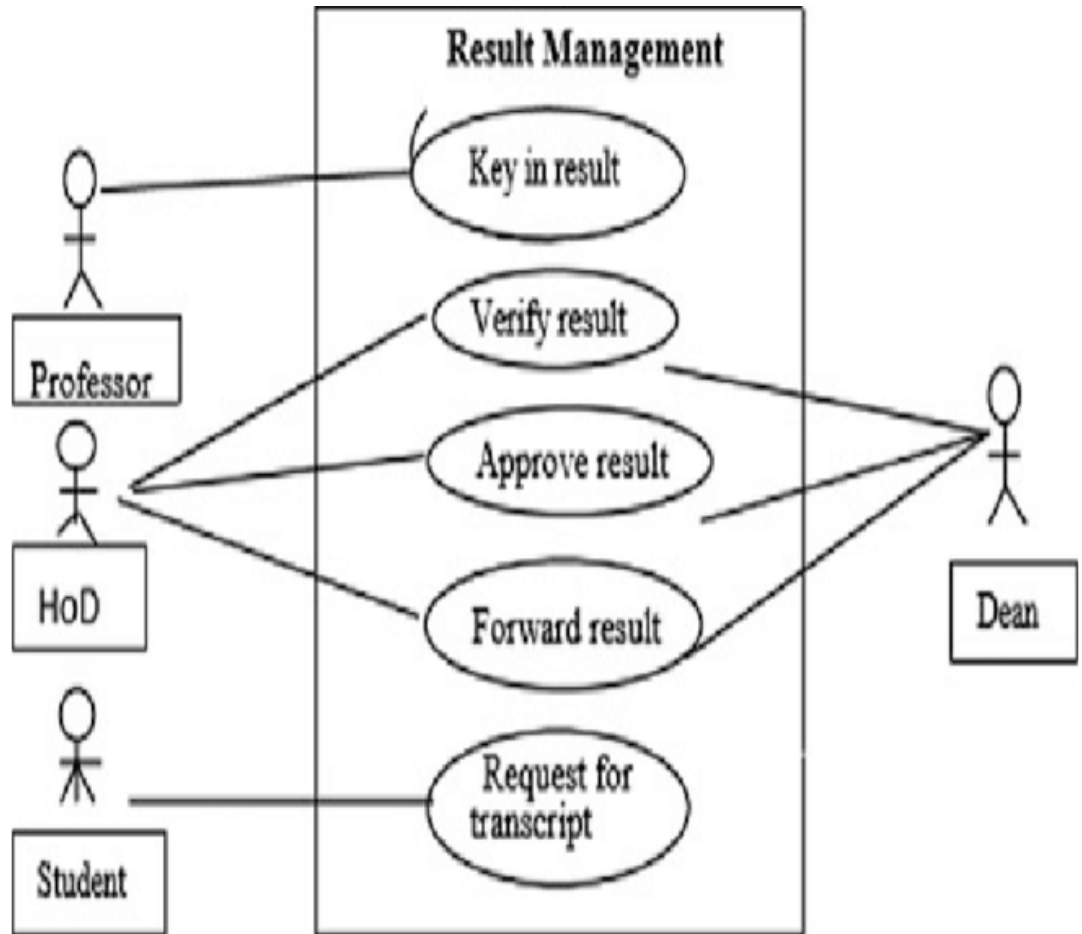 Result Management
Key in result
Verify result
Professor
Approve result
HoD
Forward result
Dean
Request for
transcript
Student